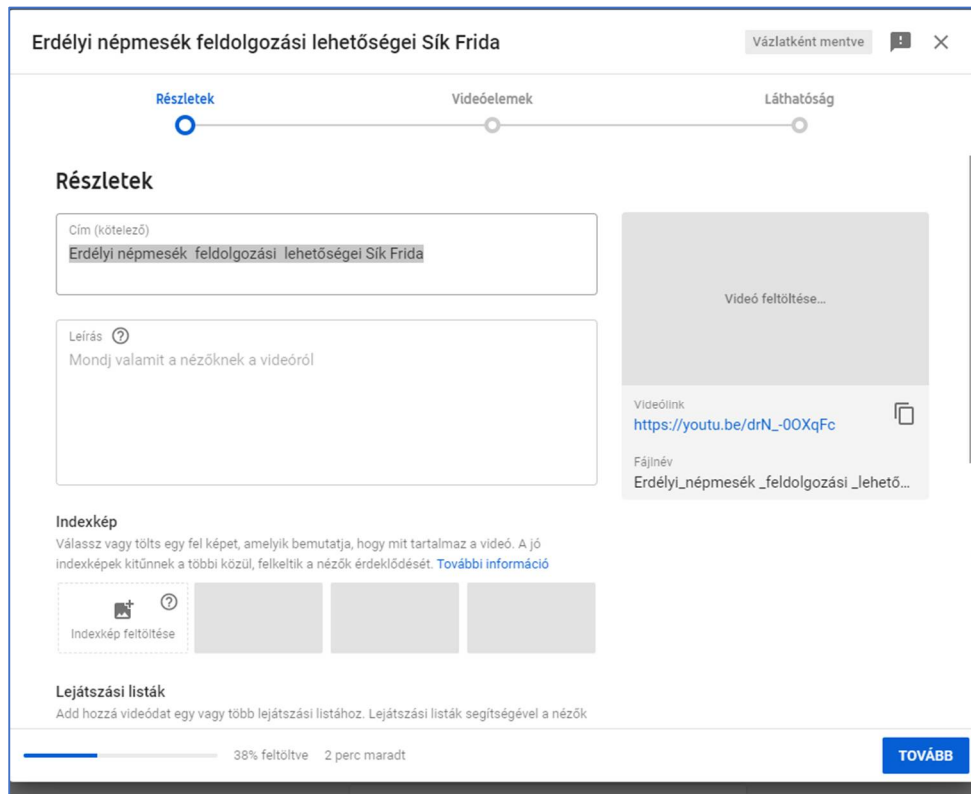 Erdélyi népmesék feldolgozási lehetőségei Sík Frida
Vázlatként mentve
Részletek
Videóelemek
Láthatóság
Részletek
Cím (kötelező)
Erdélyi népmesék  feldolgozási  lehetőségei Sík Frida
Leírás
Mondj valamit a nézőknek a videóról
Videó feltöltése...
Videólink
https://youtu.be/drN_-0OXqFc
Fájlnév
Erdélyi_népmesék _feldolgozási _lehető...
Indexkép
Válassz vagy tölts egy fel képet, amelyik bemutatja, hogy mit tartalmaz a videó. A jó
indexképek kitűnnek a többi közül, felkeltik a nézők érdeklődését. További információ
Indexkép feltöltése
Lejátszási listák
Add hozzá videódat egy vagy több lejátszási listához. Lejátszási listák segítségével a nézők
38% feltöltve
2 perc maradt
TOVÁBB